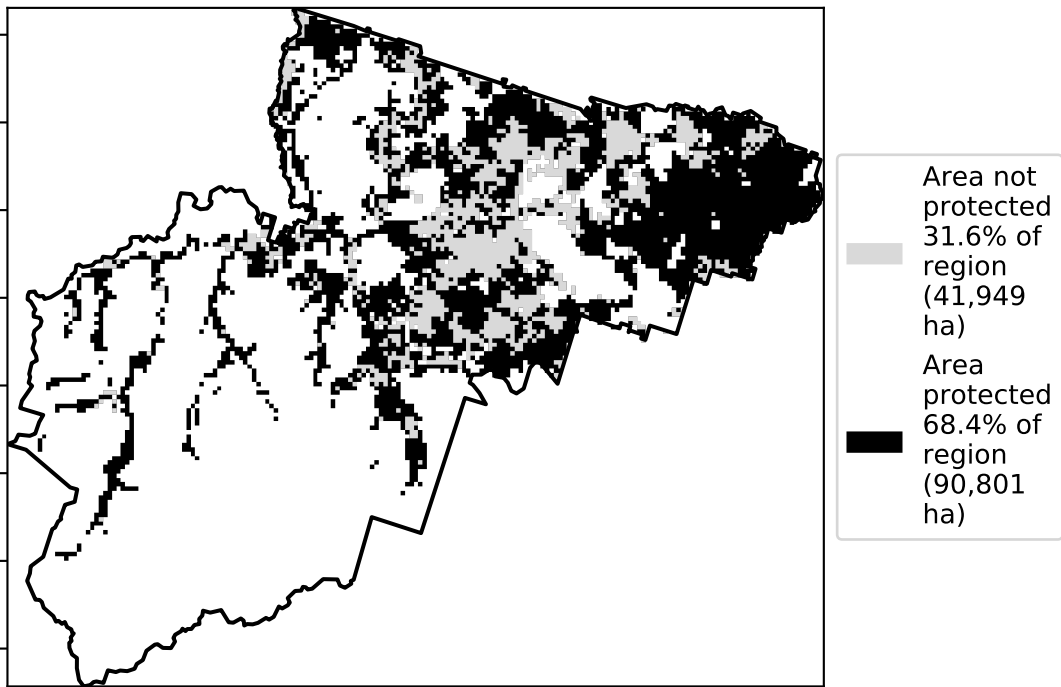 Area not
protected
31.6% of
region
(41,949
ha)
Area
protected
68.4% of
region
(90,801
ha)